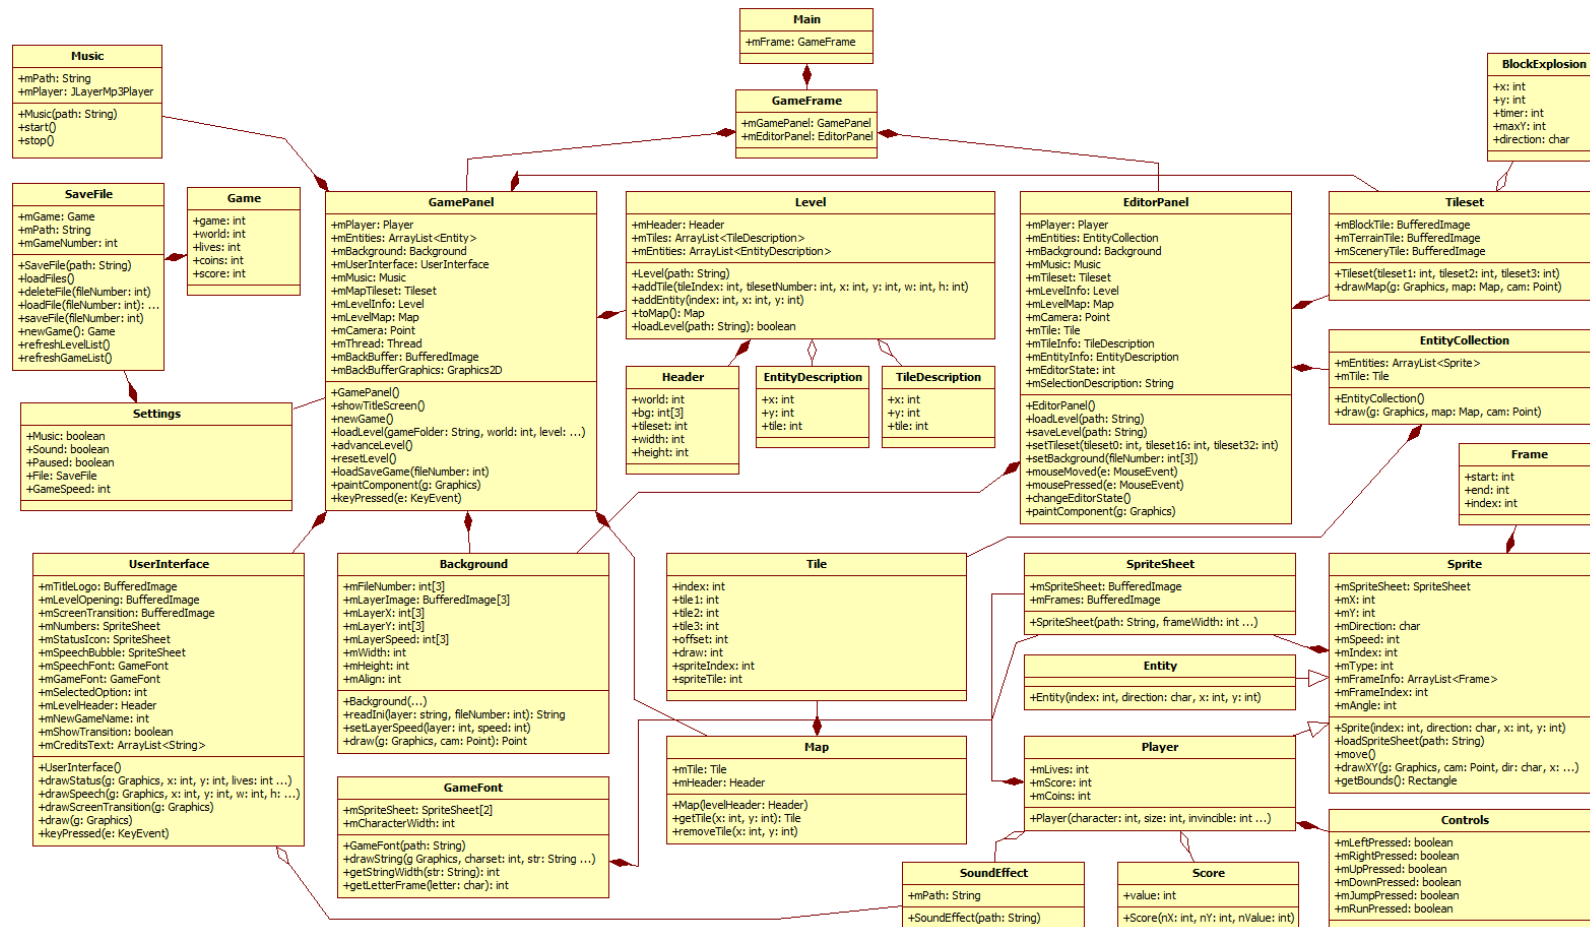 Main
+mFrame: GameFrame
Music
+mPath: String
+mPlayer: JLayerMp3Player
+Music(path: String)
+start()
+stop()
GameFrame
+mGamePanel: GamePanel
+mEditorPanel: EditorPanel
BlockExplosion
+x: int
+y: int
+timer: int
+maxY: int
+direction: char
SaveFile
+mGame: Game
+mPath: String
+mGameNumber: int
+SaveFile(path: String)
+loadFiles()
+deleteFile(fileNumber: int)
+loadFile(fileNumber: int): ...
+saveFile(fileNumber: int)
+newGame(): Game
+refreshLevelList()
+refreshGameList()
Game
+game: int
+world: int
+lives: int
+coins: int
+score: int
GamePanel
+mPlayer: Player
+mEntities: ArrayList<Entity>
+mBackground: Background
+mUserInterface: UserInterface
+mMusic: Music
+mMapTileset: Tileset
+mLevelInfo: Level
+mLevelMap: Map
+mCamera: Point
+mThread: Thread
+mBackBuffer: BufferedImage
+mBackBufferGraphics: Graphics2D
+GamePanel()
+showTitleScreen()
+newGame()
+loadLevel(gameFolder: String, world: int, level: ...)
+advanceLevel()
+resetLevel()
+loadSaveGame(fileNumber: int)
+paintComponent(g: Graphics)
+keyPressed(e: KeyEvent)
Level
+mHeader: Header
+mTiles: ArrayList<TileDescription>
+mEntities: ArrayList<EntityDescription>
+Level(path: String)
+addTile(tileIndex: int, tilesetNumber: int, x: int, y: int, w: int, h: int)
+addEntity(index: int, x: int, y: int)
+toMap(): Map
+loadLevel(path: String): boolean
EditorPanel
+mPlayer: Player
+mEntities: EntityCollection
+mBackground: Background
+mMusic: Music
+mTileset: Tileset
+mLevelInfo: Level
+mLevelMap: Map
+mCamera: Point
+mTile: Tile
+mTileInfo: TileDescription
+mEntityInfo: EntityDescription
+mEditorState: int
+mSelectionDescription: String
+EditorPanel()
+loadLevel(path: String)
+saveLevel(path: String)
+setTileset(tileset0: int, tileset16: int, tileset32: int)
+setBackground(fileNumber: int[3])
+mouseMoved(e: MouseEvent)
+mousePressed(e: MouseEvent)
+changeEditorState()
+paintComponent(g: Graphics)
Tileset
+mBlockTile: BufferedImage
+mTerrainTile: BufferedImage
+mSceneryTile: BufferedImage
+Tileset(tileset1: int, tileset2: int, tileset3: int)
+drawMap(g: Graphics, map: Map, cam: Point)
EntityCollection
+mEntities: ArrayList<Sprite>
+mTile: Tile
+EntityCollection()
+draw(g: Graphics, map: Map, cam: Point)
Header
+world: int
+bg: int[3]
+tileset: int
+width: int
+height: int
EntityDescription
+x: int
+y: int
+tile: int
TileDescription
+x: int
+y: int
+tile: int
Settings
+Music: boolean
+Sound: boolean
+Paused: boolean
+File: SaveFile
+GameSpeed: int
Frame
+start: int
+end: int
+index: int
UserInterface
+mTitleLogo: BufferedImage
+mLevelOpening: BufferedImage
+mScreenTransition: BufferedImage
+mNumbers: SpriteSheet
+mStatusIcon: SpriteSheet
+mSpeechBubble: SpriteSheet
+mSpeechFont: GameFont
+mGameFont: GameFont
+mSelectedOption: int
+mLevelHeader: Header
+mNewGameName: int
+mShowTransition: boolean
+mCreditsText: ArrayList<String>
+UserInterface()
+drawStatus(g: Graphics, x: int, y: int, lives: int ...)
+drawSpeech(g: Graphics, x: int, y: int, w: int, h: ...)
+drawScreenTransition(g: Graphics)
+draw(g: Graphics)
+keyPressed(e: KeyEvent)
Background
+mFileNumber: int[3]
+mLayerImage: BufferedImage[3]
+mLayerX: int[3]
+mLayerY: int[3]
+mLayerSpeed: int[3]
+mWidth: int
+mHeight: int
+mAlign: int
+Background(...)
+readIni(layer: string, fileNumber: int): String
+setLayerSpeed(layer: int, speed: int)
+draw(g: Graphics, cam: Point): Point
Tile
+index: int
+tile1: int
+tile2: int
+tile3: int
+offset: int
+draw: int
+spriteIndex: int
+spriteTile: int
SpriteSheet
+mSpriteSheet: BufferedImage
+mFrames: BufferedImage
+SpriteSheet(path: String, frameWidth: int ...)
Sprite
+mSpriteSheet: SpriteSheet
+mX: int
+mY: int
+mDirection: char
+mSpeed: int
+mIndex: int
+mType: int
+mFrameInfo: ArrayList<Frame>
+mFrameIndex: int
+mAngle: int
+Sprite(index: int, direction: char, x: int, y: int)
+loadSpriteSheet(path: String)
+move()
+drawXY(g: Graphics, cam: Point, dir: char, x: ...)
+getBounds(): Rectangle
Entity
+Entity(index: int, direction: char, x: int, y: int)
Map
+mTile: Tile
+mHeader: Header
+Map(levelHeader: Header)
+getTile(x: int, y: int): Tile
+removeTile(x: int, y: int)
Player
+mLives: int
+mScore: int
+mCoins: int
+Player(character: int, size: int, invincible: int ...)
GameFont
+mSpriteSheet: SpriteSheet[2]
+mCharacterWidth: int
+GameFont(path: String)
+drawString(g Graphics, charset: int, str: String ...)
+getStringWidth(str: String): int
+getLetterFrame(letter: char): int
Controls
+mLeftPressed: boolean
+mRightPressed: boolean
+mUpPressed: boolean
+mDownPressed: boolean
+mJumpPressed: boolean
+mRunPressed: boolean
SoundEffect
+mPath: String
+SoundEffect(path: String)
Score
+value: int
+Score(nX: int, nY: int, nValue: int)